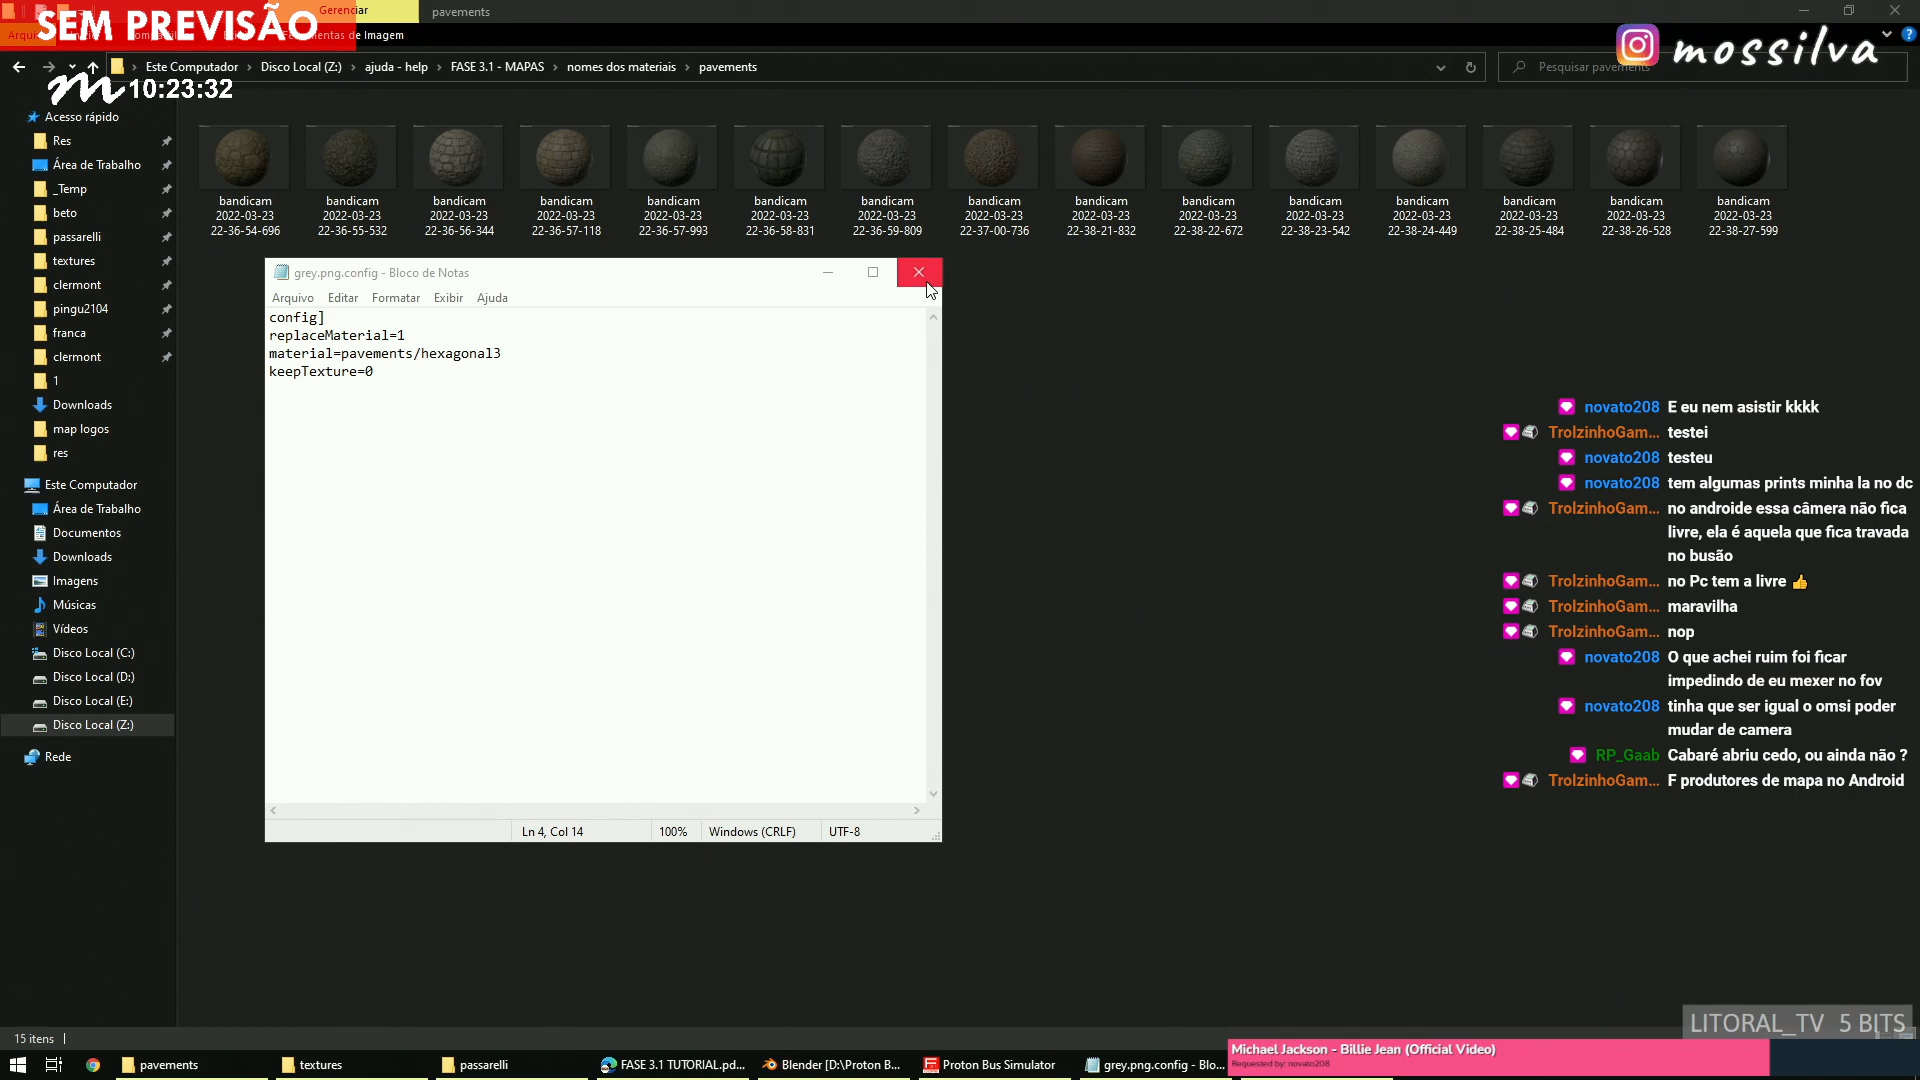 Gerenciar
pavements
SEM PREVISÃO
de Imagem
mossilva
Este Computador > Disco Local (Z:) > ajuda - help > FASE 3.1 - MAPAS > nomes dos materiais > pavements
Pesquisar pavements
m 10:23:32
Acesso rápido
Res
Área de Trabalho
_Temp
beto
passarelli
textures
clermont
pingu2104
franca
clermont
1
Downloads
map logos
res
Este Computador
Área de Trabalho
Documentos
Downloads
Imagens
Músicas
Vídeos
Disco Local (C:)
Disco Local (D:)
Disco Local (E:)
Disco Local (Z:)
Rede
bandicam 2022-03-23 22-36-54-696
bandicam 2022-03-23 22-36-55-532
bandicam 2022-03-23 22-36-56-344
bandicam 2022-03-23 22-36-57-118
bandicam 2022-03-23 22-36-57-993
bandicam 2022-03-23 22-36-58-831
bandicam 2022-03-23 22-36-59-809
bandicam 2022-03-23 22-37-00-736
bandicam 2022-03-23 22-38-21-832
bandicam 2022-03-23 22-38-22-672
bandicam 2022-03-23 22-38-23-542
bandicam 2022-03-23 22-38-24-449
bandicam 2022-03-23 22-38-25-484
bandicam 2022-03-23 22-38-26-528
bandicam 2022-03-23 22-38-27-599
grey.png.config - Bloco de Notas
Arquivo Editar Formatar Exibir Ajuda
config]
replaceMaterial=1
material=pavements/hexagonal3
keepTexture=0
Ln 4, Col 14 100% Windows (CRLF) UTF-8
novato208 E eu nem asistir kkkk
TrolzinhoGam... testei
novato208 testeu
novato208 tem algumas prints minha la no dc
TrolzinhoGam... no androide essa câmera não fica
livre, ela é aquela que fica travada
no busão
TrolzinhoGam... no Pc tem a livre 👍
TrolzinhoGam... maravilha
TrolzinhoGam... nop
novato208 O que achei ruim foi ficar
impedindo de eu mexer no fov
novato208 tinha que ser igual o omsi poder
mudar de camera
RP_Gaab Cabaré abriu cedo, ou ainda não ?
TrolzinhoGam... F produtores de mapa no Android
LITORAL_TV 5 BITS
15 itens
pavements
textures
passarelli
FASE 3.1 TUTORIAL.pd...
Blender [D:\Proton B...
Proton Bus Simulator
grey.png.config - Blo...
Michael Jackson - Billie Jean (Official Video)
Requested by: novato208